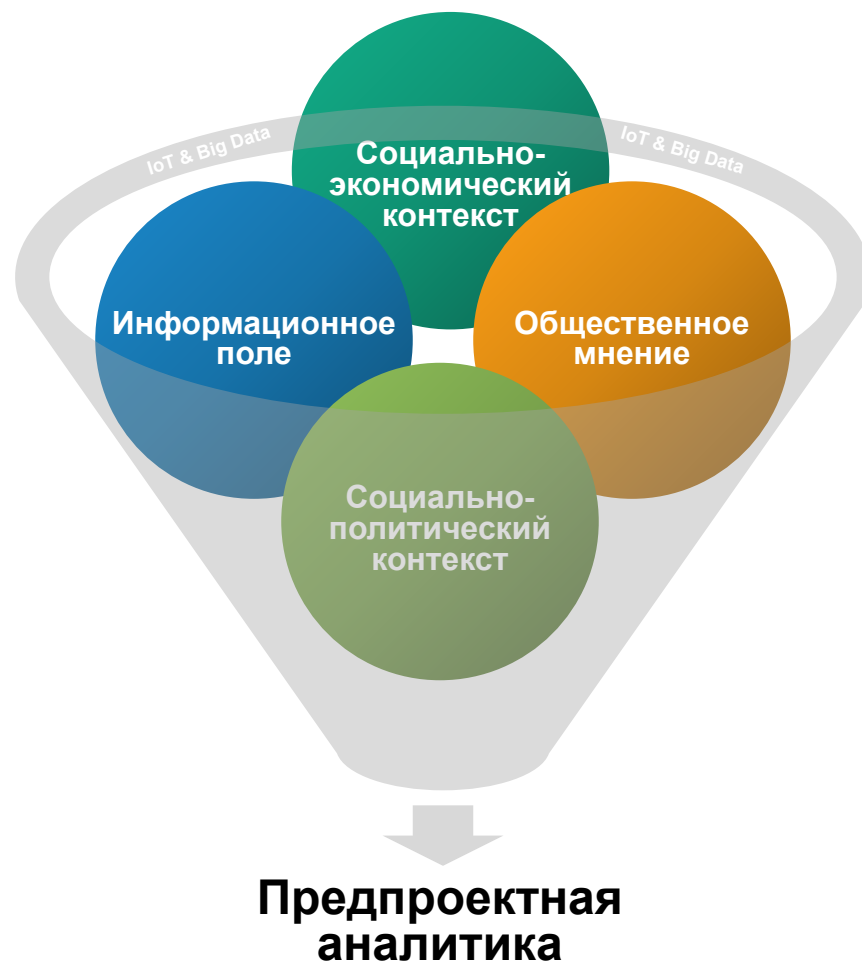 IoT & Big Data
IoT & Big Data
Социально-
экономический
контекст
Информационное
поле
Общественное
мнение
Социально-
политический
контекст
Предпроектная
аналитика